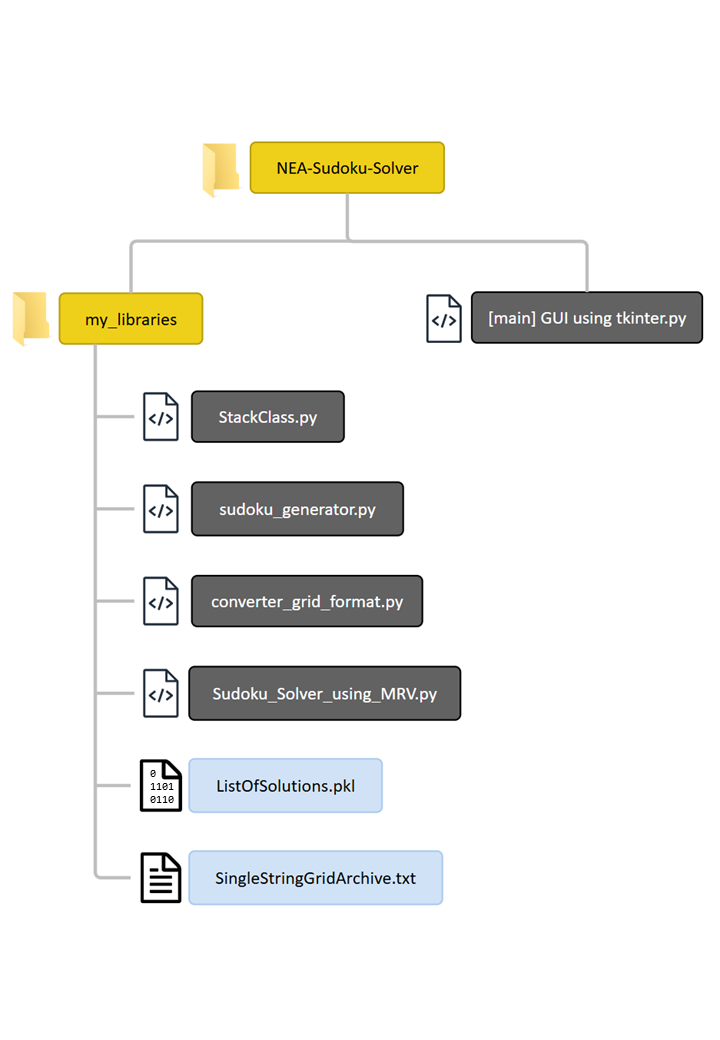 NEA-Sudoku-Solver
my_libraries
</>
[main] GUI using tkinter.py
</>
StackClass.py
</>
sudoku_generator.py
</>
converter_grid_format.py
</>
Sudoku_Solver_using_MRV.py
0
1101
0110
ListOfSolutions.pkl
SingleStringGridArchive.txt